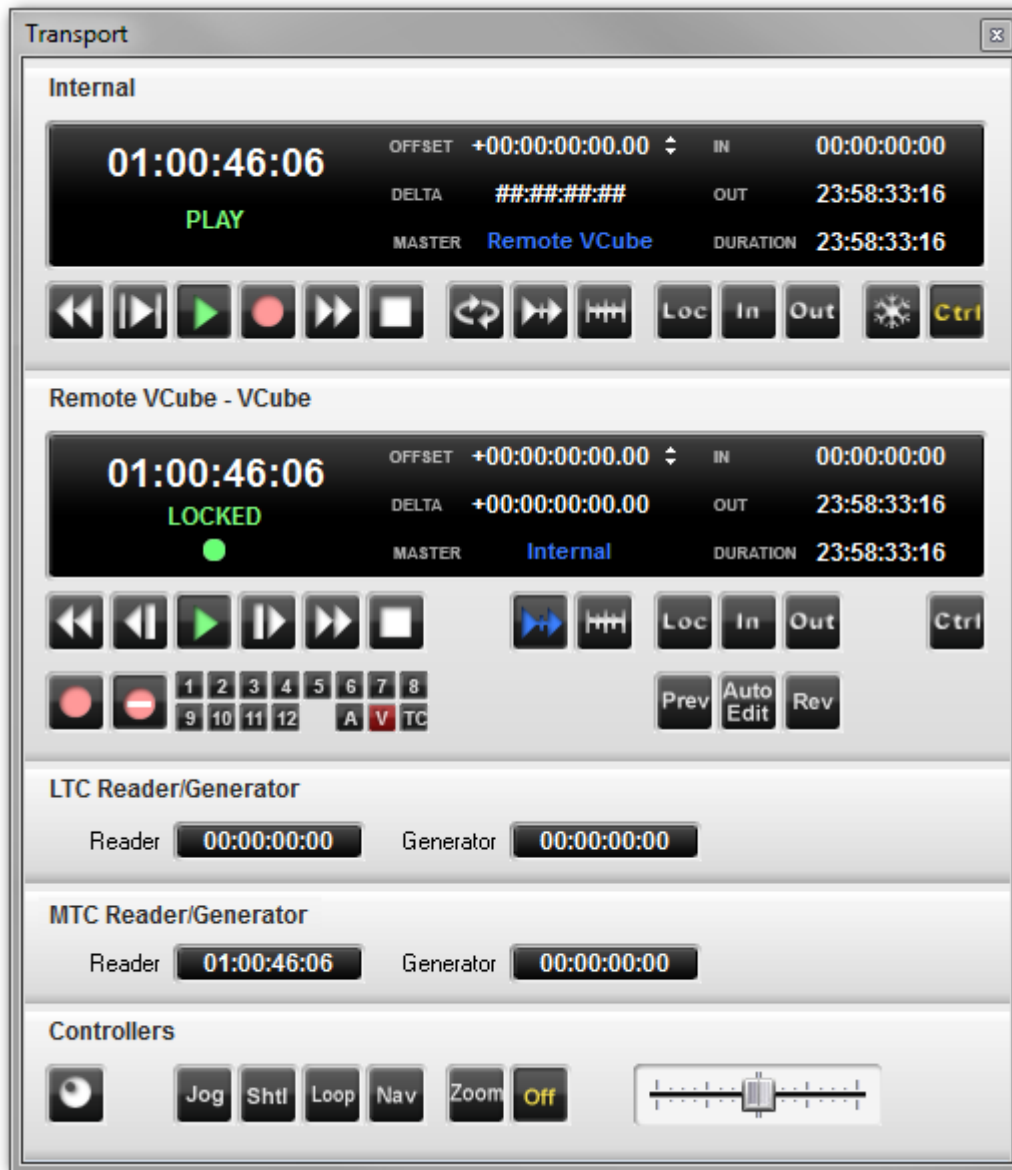 Transport
Internal
01:00:46:06 OFFSET +00:00:00:00.00 IN 00:00:00:00
PLAY DELTA ##:##:##:## OUT 23:58:33:16
MASTER Remote VCube DURATION 23:58:33:16
Loc In Out Ctrl
Remote VCube - VCube
01:00:46:06 OFFSET +00:00:00:00.00 IN 00:00:00:00
LOCKED DELTA +00:00:00:00.00 OUT 23:58:33:16
MASTER Internal DURATION 23:58:33:16
Loc In Out Ctrl
1 2 3 4 5 6 7 8
9 10 11 12 A V TC
Prev Auto Edit Rev
LTC Reader/Generator
Reader 00:00:00:00 Generator 00:00:00:00
MTC Reader/Generator
Reader 01:00:46:06 Generator 00:00:00:00
Controllers
Jog Shtl Loop Nav Zoom Off